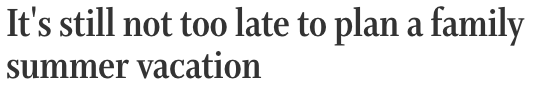 It's still not too late to plan a family
summer vacation